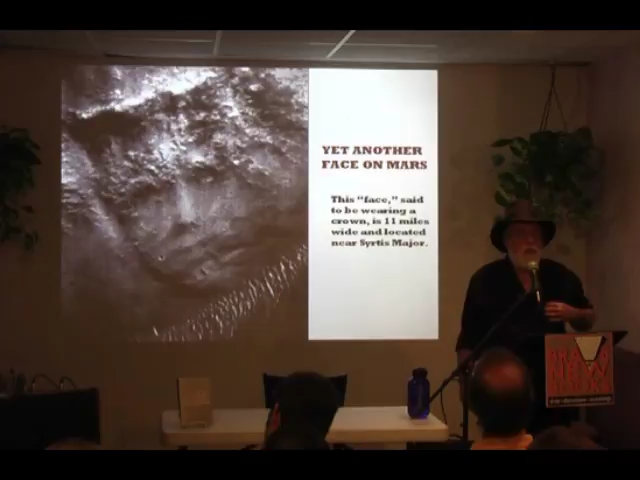 YET ANOTHER
FACE ON MARS
This "face," said
to be wearing a
crown, is 11 miles
wide and located
near Syrtis Major.